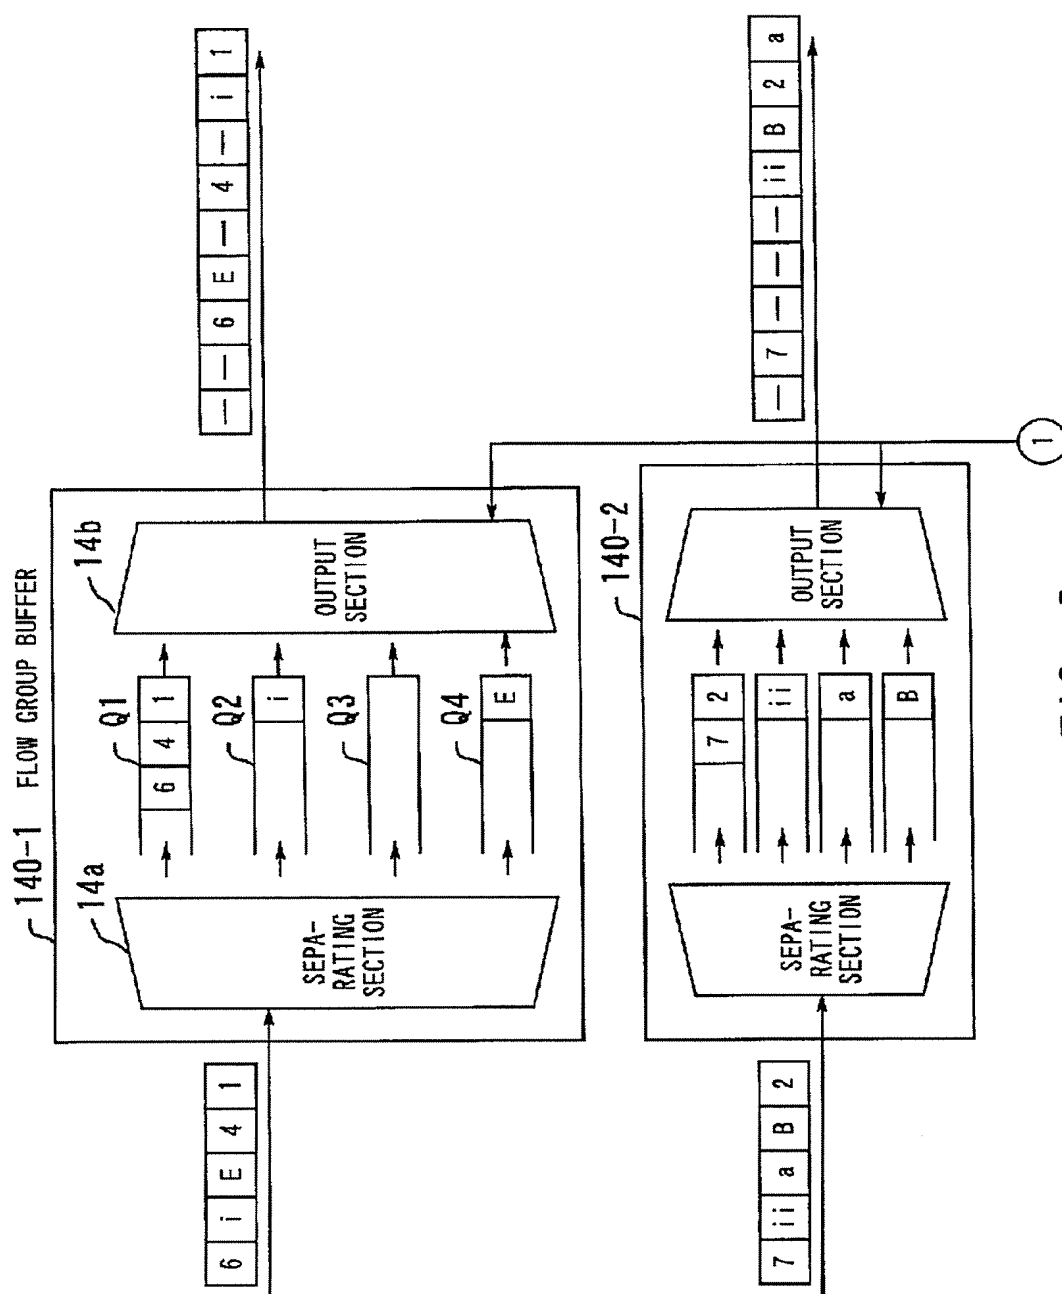 140-1 FLOW GROUP BUFFER
14a
14b
6 i E 4 1
SEPA-
RATING
SECTION
Q1
6 4 1
Q2
i
Q3
Q4
E
OUTPUT
SECTION
— — 6 E — 4 — i 1
140-2
7 ii a B 2
SEPA-
RATING
SECTION
7 2
ii
a
B
OUTPUT
SECTION
— 7 — — — ii B 2 a
1